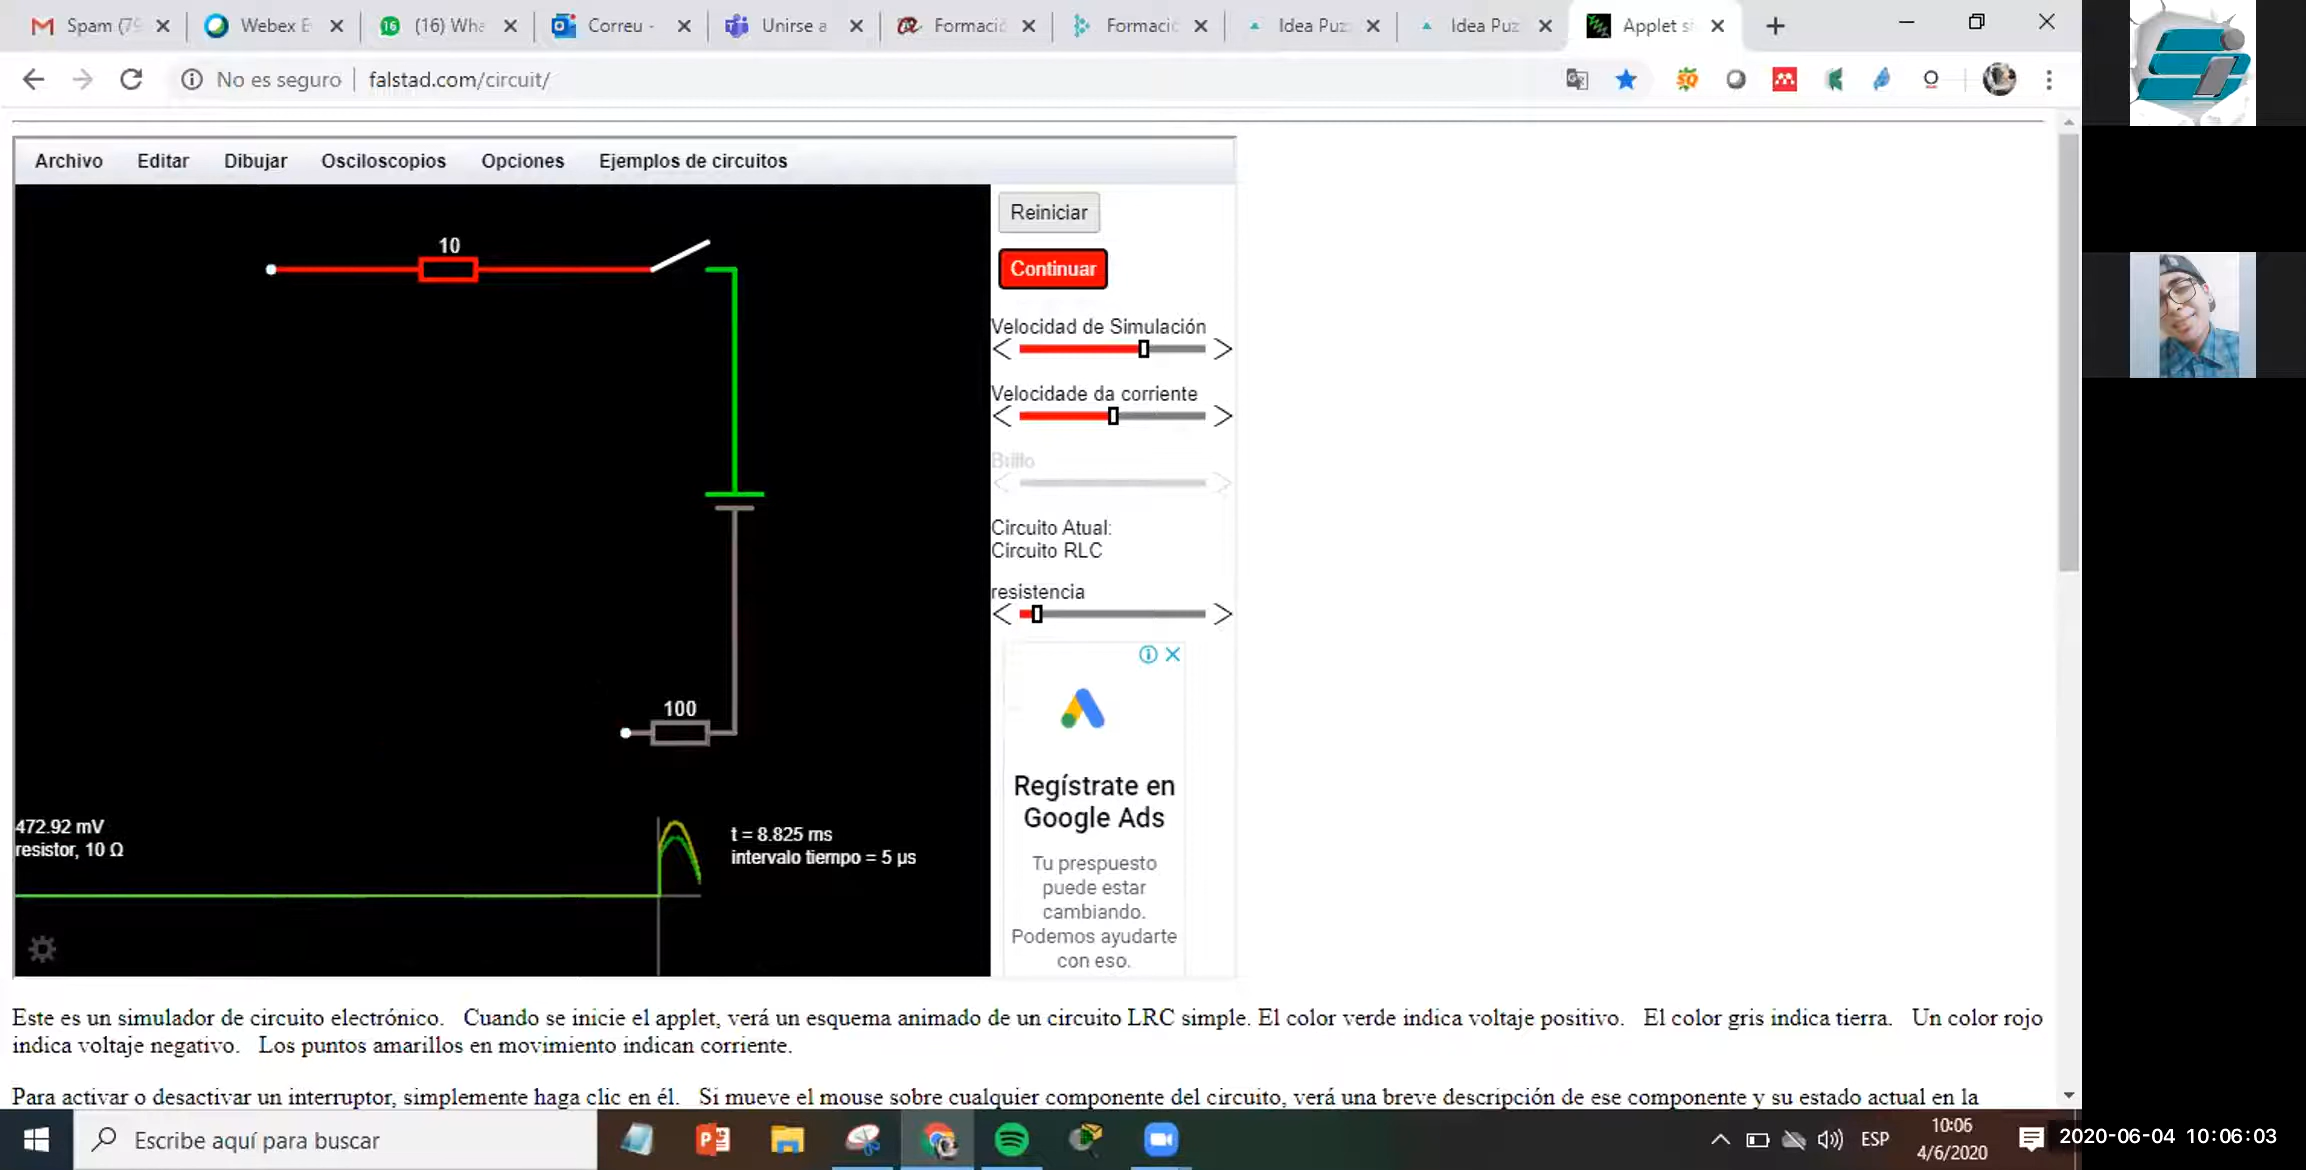 Spam (79
Webex E
(16) Wha
Correu -
Unirse a
Formació
Formació
Idea Puz
Idea Puz
Applet si
No es seguro
falstad.com/circuit/
Archivo
Editar
Dibujar
Osciloscopios
Opciones
Ejemplos de circuitos
10
100
472.92 mV
resistor, 10 Ω
t = 8.825 ms
intervalo tiempo = 5 µs
Reiniciar
Continuar
Velocidad de Simulación
Velocidade da corriente
Brillo
Circuito Atual:
Circuito RLC
resistencia
Regístrate en
Google Ads
Tu prespuesto
puede estar
cambiando.
Podemos ayudarte
con eso.
Este es un simulador de circuito electrónico.   Cuando se inicie el applet, verá un esquema animado de un circuito LRC simple. El color verde indica voltaje positivo.   El color gris indica tierra.   Un color rojo
indica voltaje negativo.   Los puntos amarillos en movimiento indican corriente.
Para activar o desactivar un interruptor, simplemente haga clic en él.   Si mueve el mouse sobre cualquier componente del circuito, verá una breve descripción de ese componente y su estado actual en la
Escribe aquí para buscar
ESP
10:06
4/6/2020
2020-06-04 10:06:03